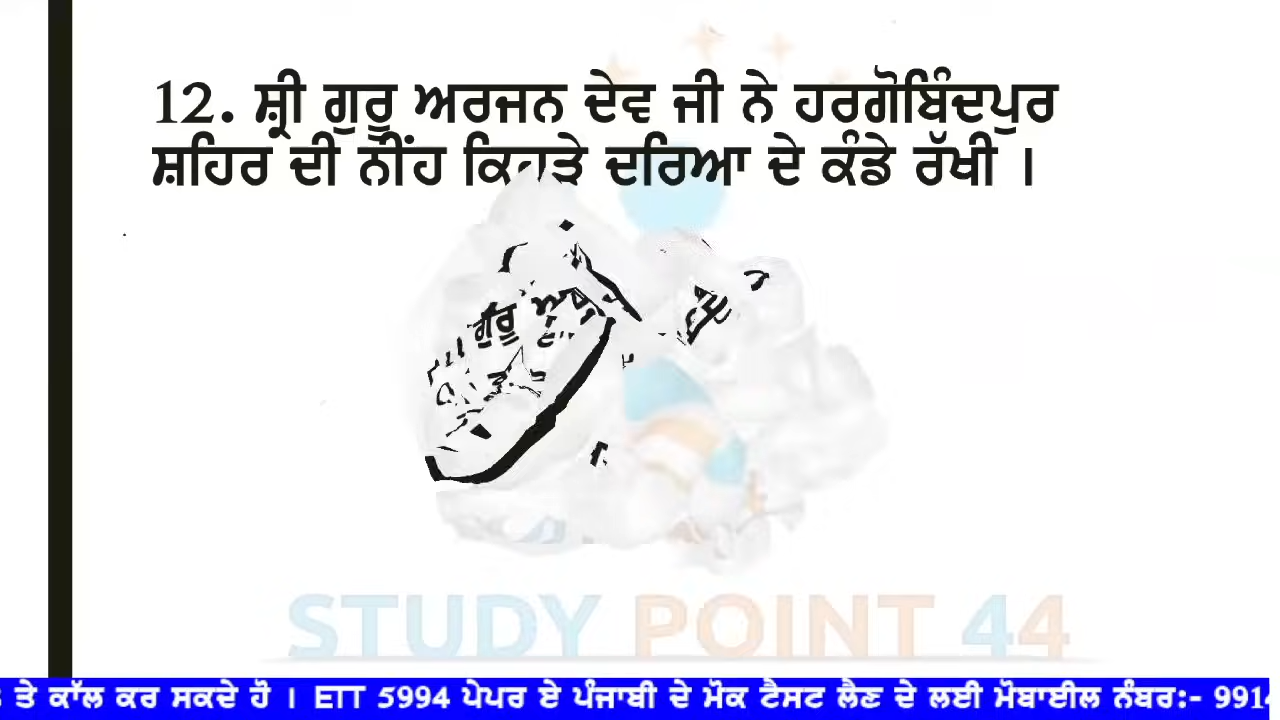 12. ਸ਼੍ਰੀ ਗੁਰੂ ਅਰਜਨ ਦੇਵ ਜੀ ਨੇ ਹਰਗੋਬਿੰਦਪੁਰ
ਸ਼ਹਿਰ ਦੀ ਨੀਂਹ ਕਿਹੜੇ ਦਰਿਆ ਦੇ ਕੰਡੇ ਰੱਖੀ ।
ਗੁਰੂ
STUDY POINT 44
ਤੇ ਕਾੱਲ ਕਰ ਸਕਦੇ ਹੋ । ETT 5994 ਪੇਪਰ ਏ ਪੰਜਾਬੀ ਦੇ ਮੋਕ ਟੈਸਟ ਲੈਣ ਦੇ ਲਈ ਮੋਬਾਈਲ ਨੰਬਰ:- 991